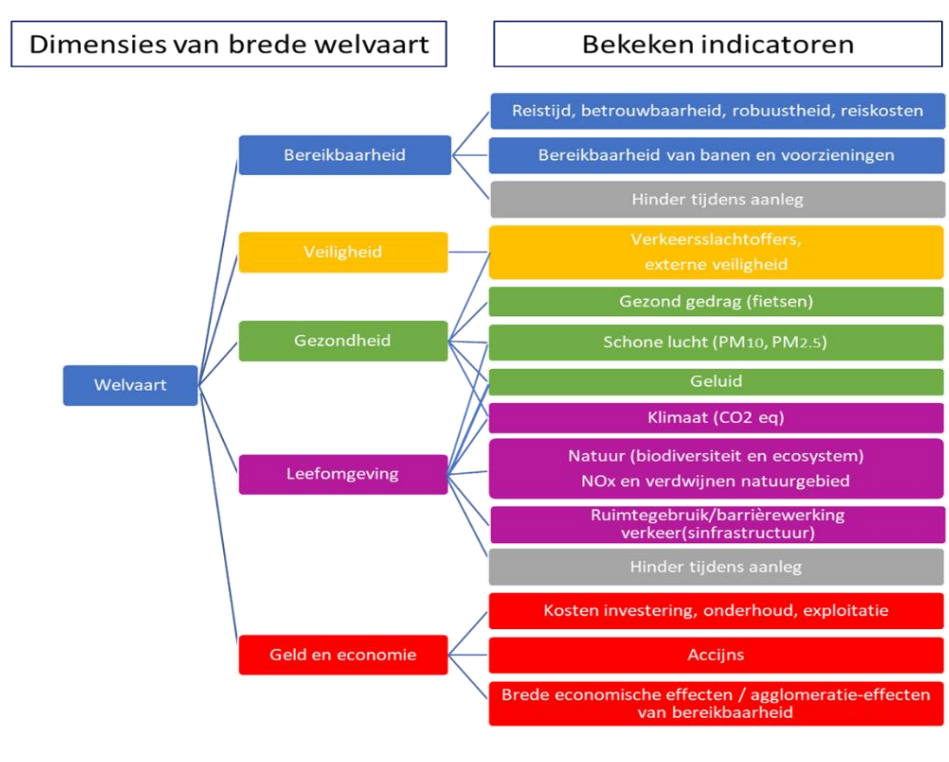 Dimensies van brede welvaart
Bekeken indicatoren
Welvaart
Bereikbaarheid
Veiligheid
Gezondheid
Leefomgeving
Geld en economie
Reistijd, betrouwbaarheid, robuustheid, reiskosten
Bereikbaarheid van banen en voorzieningen
Hinder tijdens aanleg
Verkeersslachtoffers,
externe veiligheid
Gezond gedrag (fietsen)
Schone lucht (PM10, PM2.5)
Geluid
Klimaat (CO2 eq)
Natuur (biodiversiteit en ecosystem)
NOx en verdwijnen natuurgebied
Ruimtegebruik/barrièrewerking
verkeer(sinfrastructuur)
Hinder tijdens aanleg
Kosten investering, onderhoud, exploitatie
Accijns
Brede economische effecten / agglomeratie-effecten
van bereikbaarheid